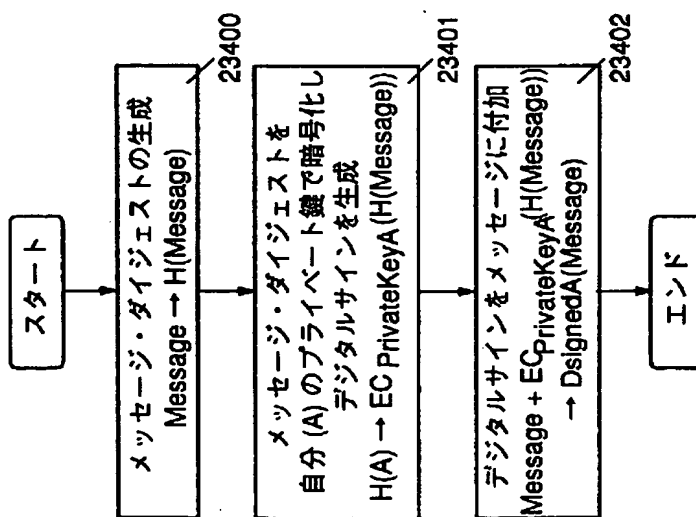 スタート
メッセージ・ダイジェストの生成
Message → H(Message)
23400
メッセージ・ダイジェストを
自分(A)のプライベート鍵で暗号化し
デジタルサインを生成
H(A) → EC PrivateKeyA (H(Message))
23401
デジタルサインをメッセージに付加
Message + EC PrivateKeyA (H(Message))
→ DsignedA(Message)
23402
エンド